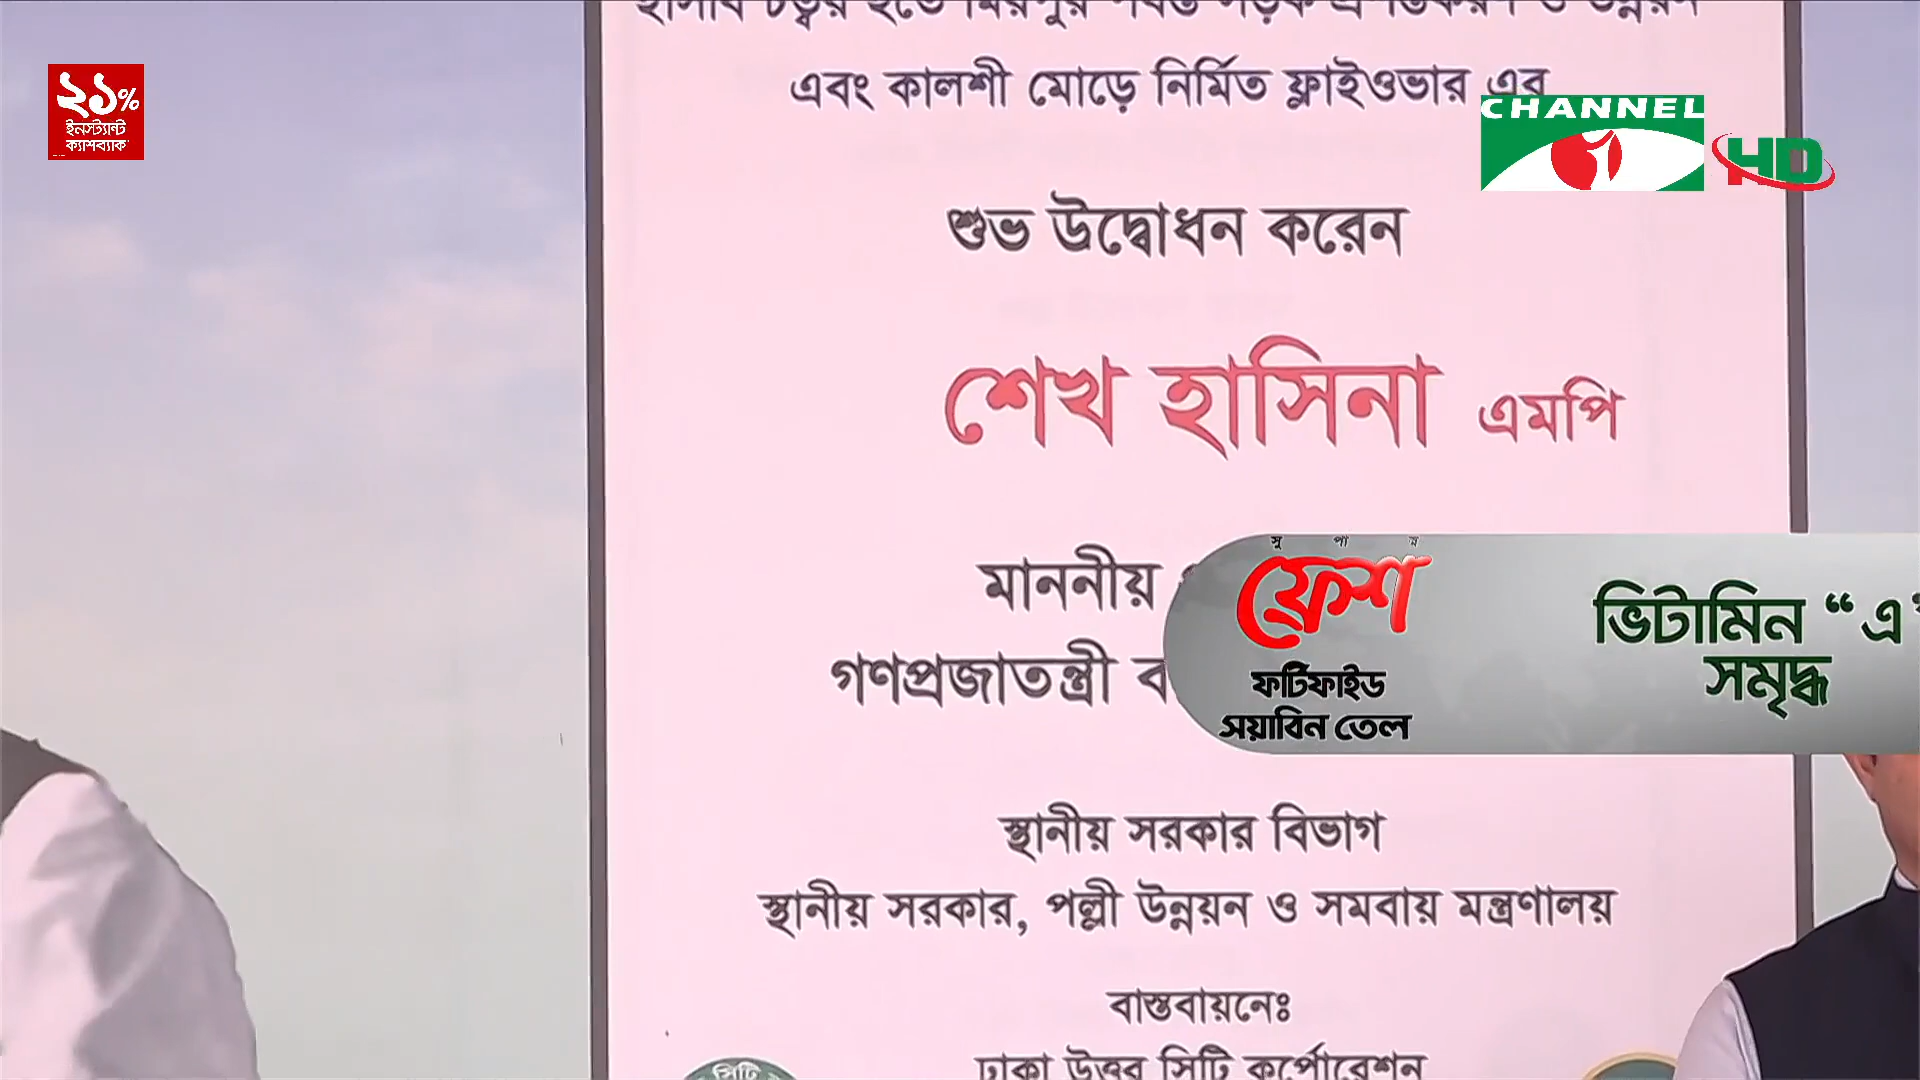 এবং কালশী মোড়ে নির্মিত ফ্লাইওভার এর
শুভ উদ্বোধন করেন
শেখ হাসিনা এমপি
মাননীয়
গণপ্রজাতন্ত্রী
স্থানীয় সরকার বিভাগ
স্থানীয় সরকার, পল্লী উন্নয়ন ও সমবায় মন্ত্রণালয়
বাস্তবায়নেঃ
ঢাকা উত্তর সিটি কর্পোরেশন
সিটি
২১%
ইনস্ট্যান্ট
ক্যাশব্যাক
CHANNEL
HD
সুপার
ফ্রেশ
ফর্টিফাইড
সয়াবিন তেল
ভিটামিন “এ”
সমৃদ্ধ